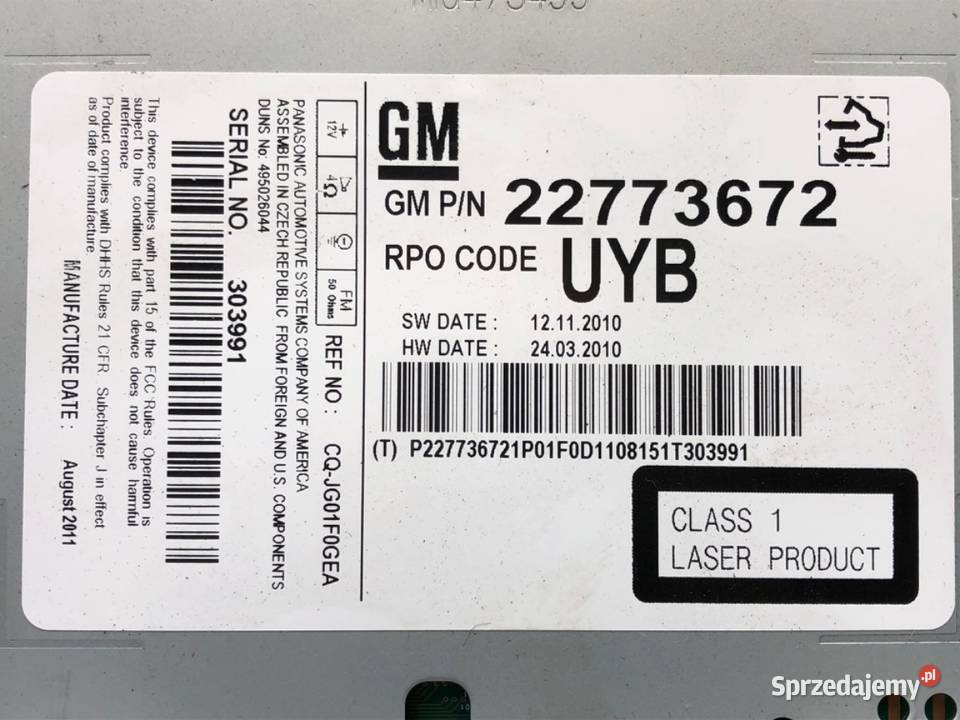 GM
GM P/N 22773672
RPO CODE UYB
SW DATE : 12.11.2010
HW DATE : 24.03.2010
(T) P227736721P01F0D1108151T303991
CLASS 1
LASER PRODUCT
12V
4Ω
FM
50 Ohms
REF NO : CQ-JG01F0GEA
PANASONIC AUTOMOTIVE SYSTEMS COMPANY OF AMERICA
ASSEMBLED IN CZECH REPUBLIC FROM FOREIGN AND U.S. COMPONENTS
DUNS No: 495026044
SERIAL NO. 303991
This device complies with part 15 of the FCC Rules. Operation is
subject to the condition that this device does not cause harmful
interference.
Product complies with DHHS Rules 21 CFR. Subchapter J in effect
as of date of manufacture.
MANUFACTURE DATE : August 2011
Sprzedajemy.pl